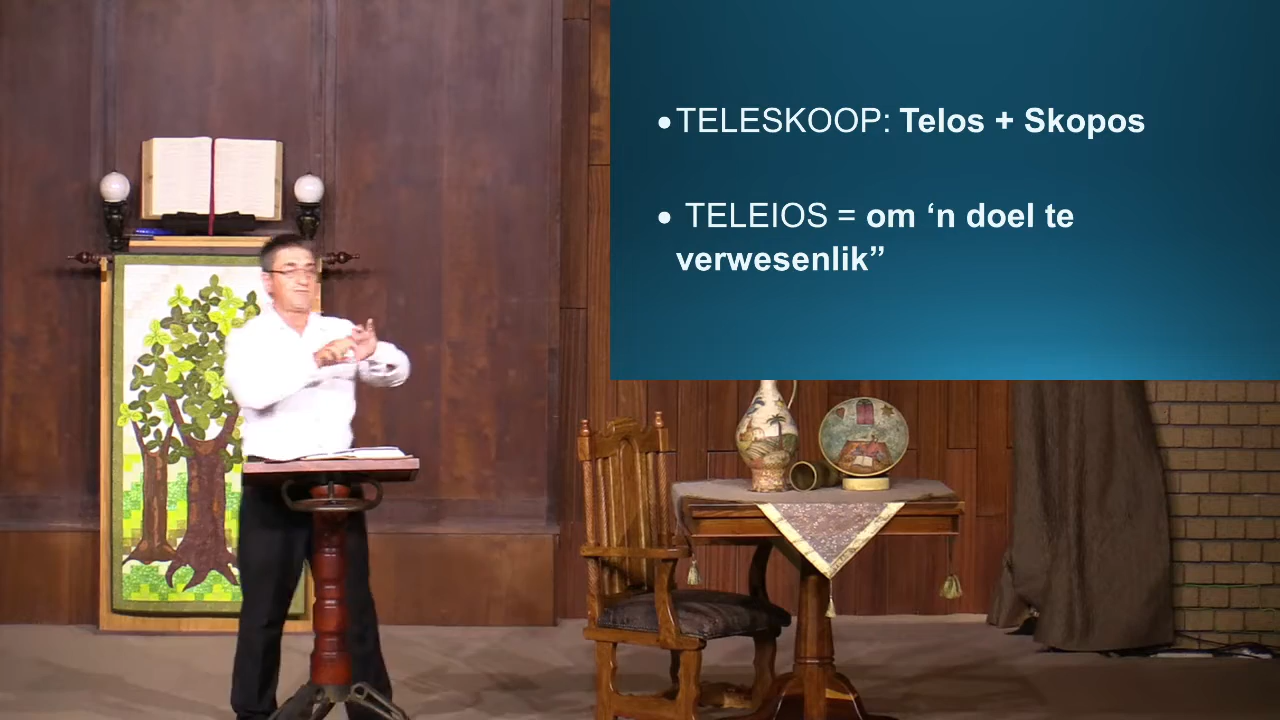 •TELESKOOP: Telos + Skopos
• TELEIOS = om ‘n doel te
verwesenlik”